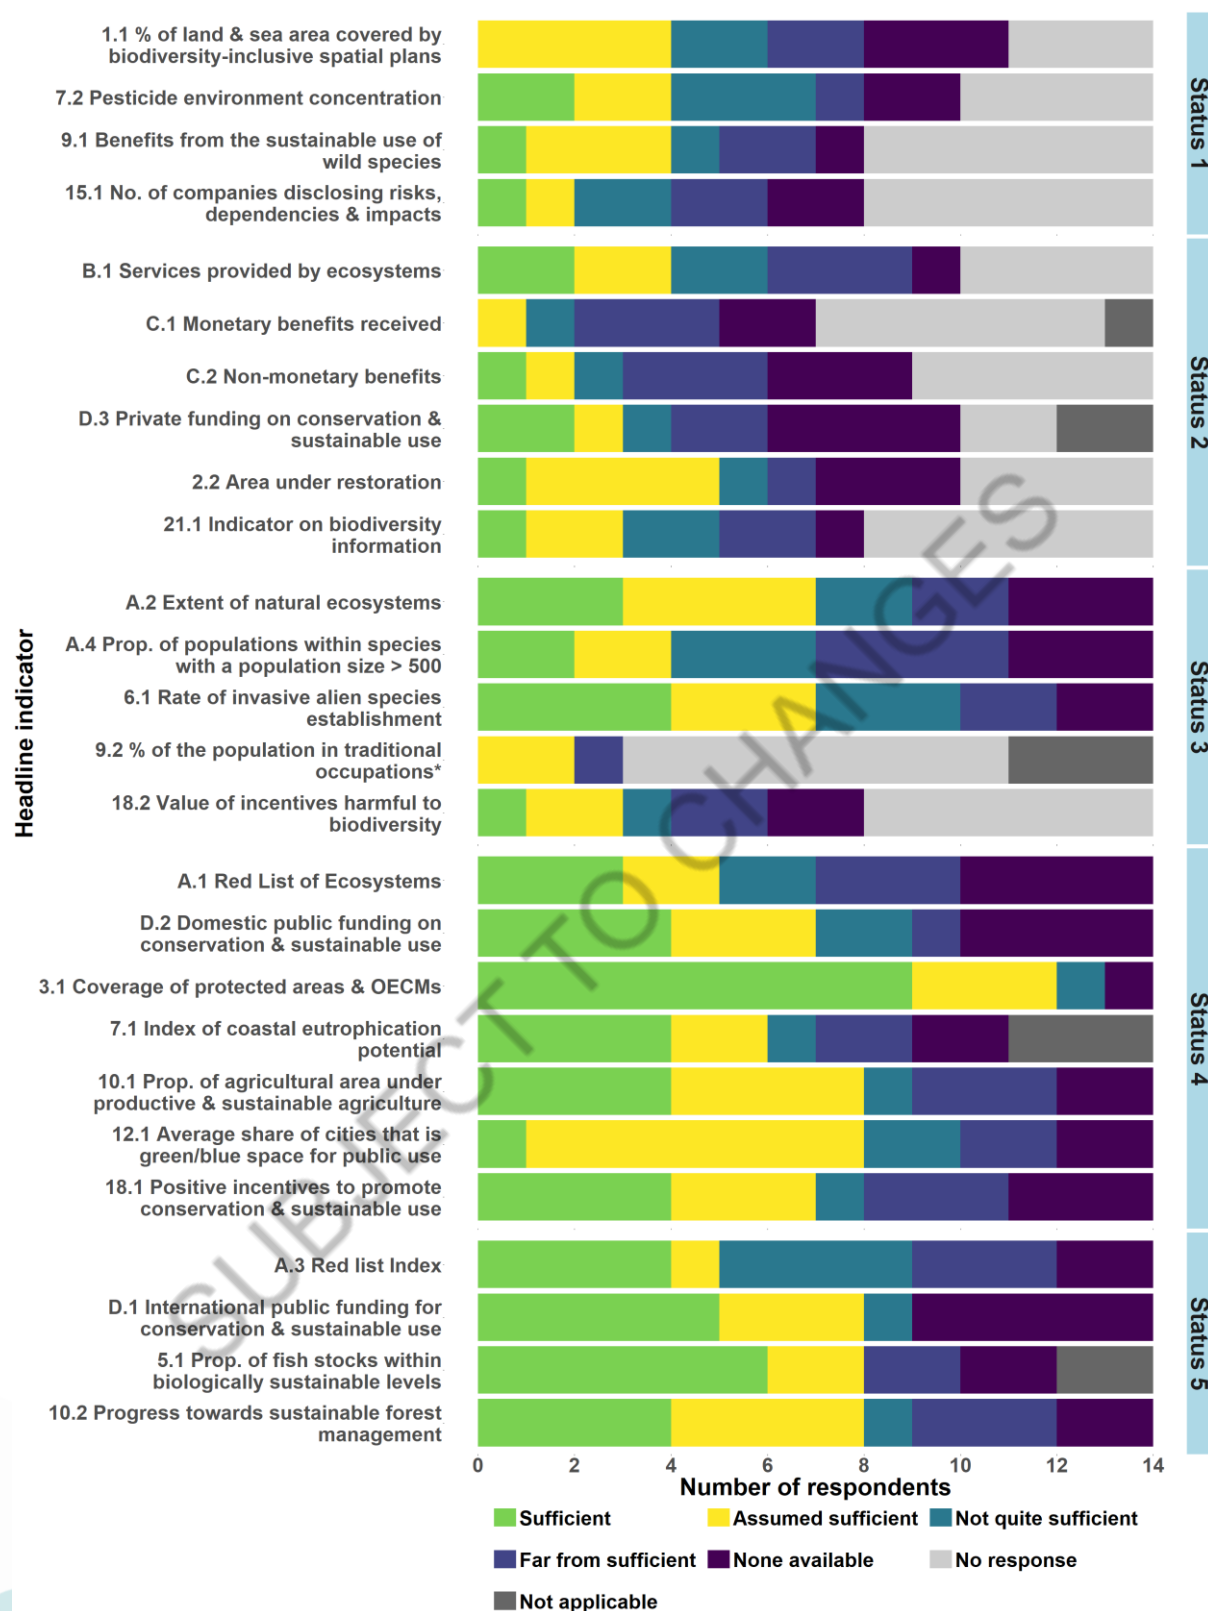 1.1 % of land & sea area covered by
biodiversity-inclusive spatial plans
7.2 Pesticide environment concentration
9.1 Benefits from the sustainable use of
wild species
15.1 No. of companies disclosing risks,
dependencies & impacts
Status 1
B.1 Services provided by ecosystems
C.1 Monetary benefits received
C.2 Non-monetary benefits
D.3 Private funding on conservation &
sustainable use
2.2 Area under restoration
21.1 Indicator on biodiversity
information
Status 2
A.2 Extent of natural ecosystems
A.4 Prop. of populations within species
with a population size > 500
6.1 Rate of invasive alien species
establishment
9.2 % of the population in traditional
occupations*
18.2 Value of incentives harmful to
biodiversity
Status 3
A.1 Red List of Ecosystems
D.2 Domestic public funding on
conservation & sustainable use
3.1 Coverage of protected areas & OECMs
7.1 Index of coastal eutrophication
potential
10.1 Prop. of agricultural area under
productive & sustainable agriculture
12.1 Average share of cities that is
green/blue space for public use
18.1 Positive incentives to promote
conservation & sustainable use
Status 4
A.3 Red list Index
D.1 International public funding for
conservation & sustainable use
5.1 Prop. of fish stocks within
biologically sustainable levels
10.2 Progress towards sustainable forest
management
Status 5
Headline indicator
0 2 4 6 8 10 12 14
Number of respondents
Sufficient Assumed sufficient Not quite sufficient
Far from sufficient None available No response
Not applicable
SUBJECT TO CHANGES